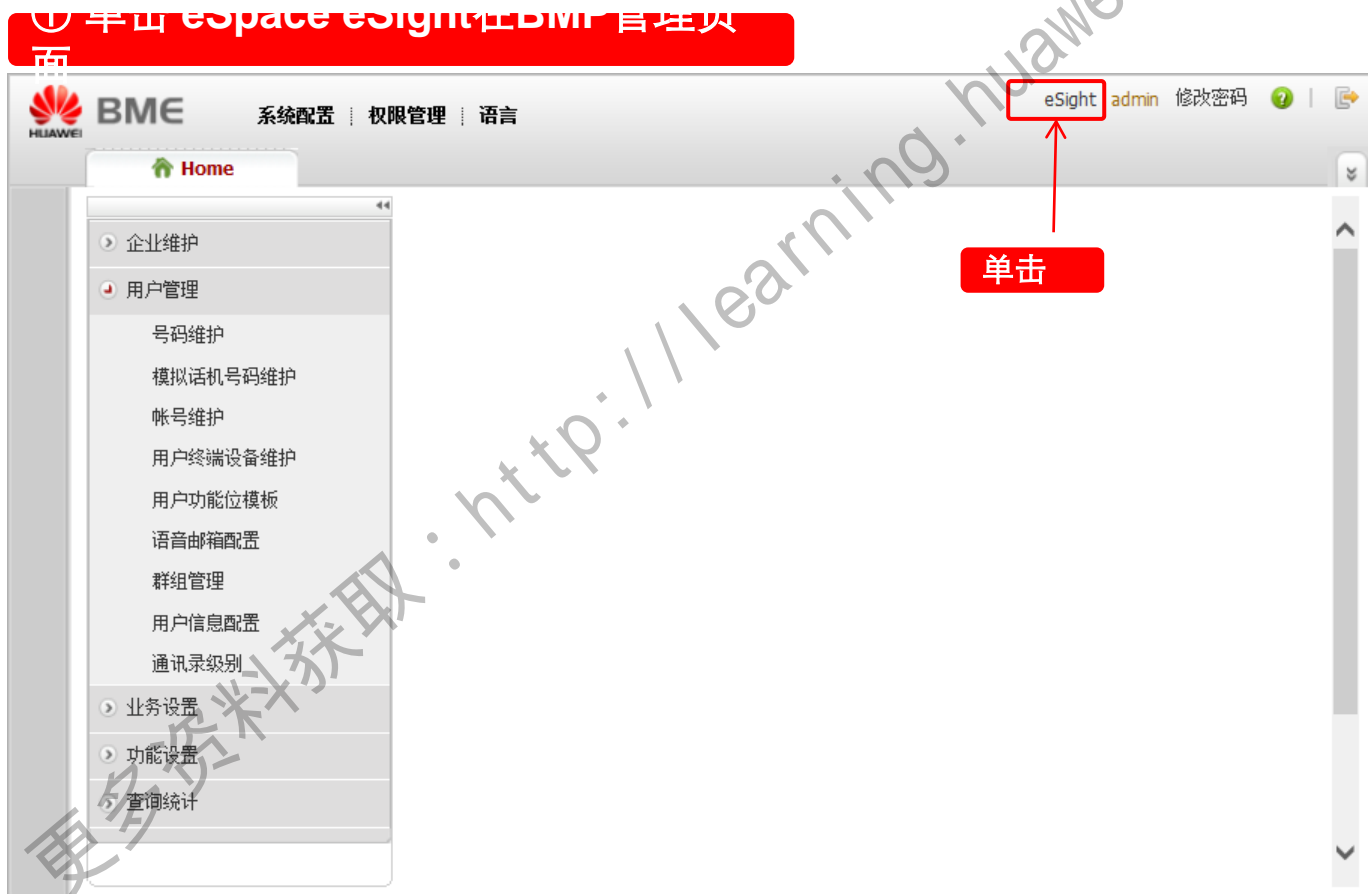 ① 单击 eSpace eSight在BMP管理页
面
HUAWEI BME 系统配置 权限管理 语言 eSight admin 修改密码
Home
企业维护
用户管理
单击
号码维护
模拟话机号码维护
帐号维护
用户终端设备维护
用户功能位模板
语音邮箱配置
群组管理
用户信息配置
通讯录级别
业务设置
功能设置
查询统计
更多资料获取:http://learning.huawe